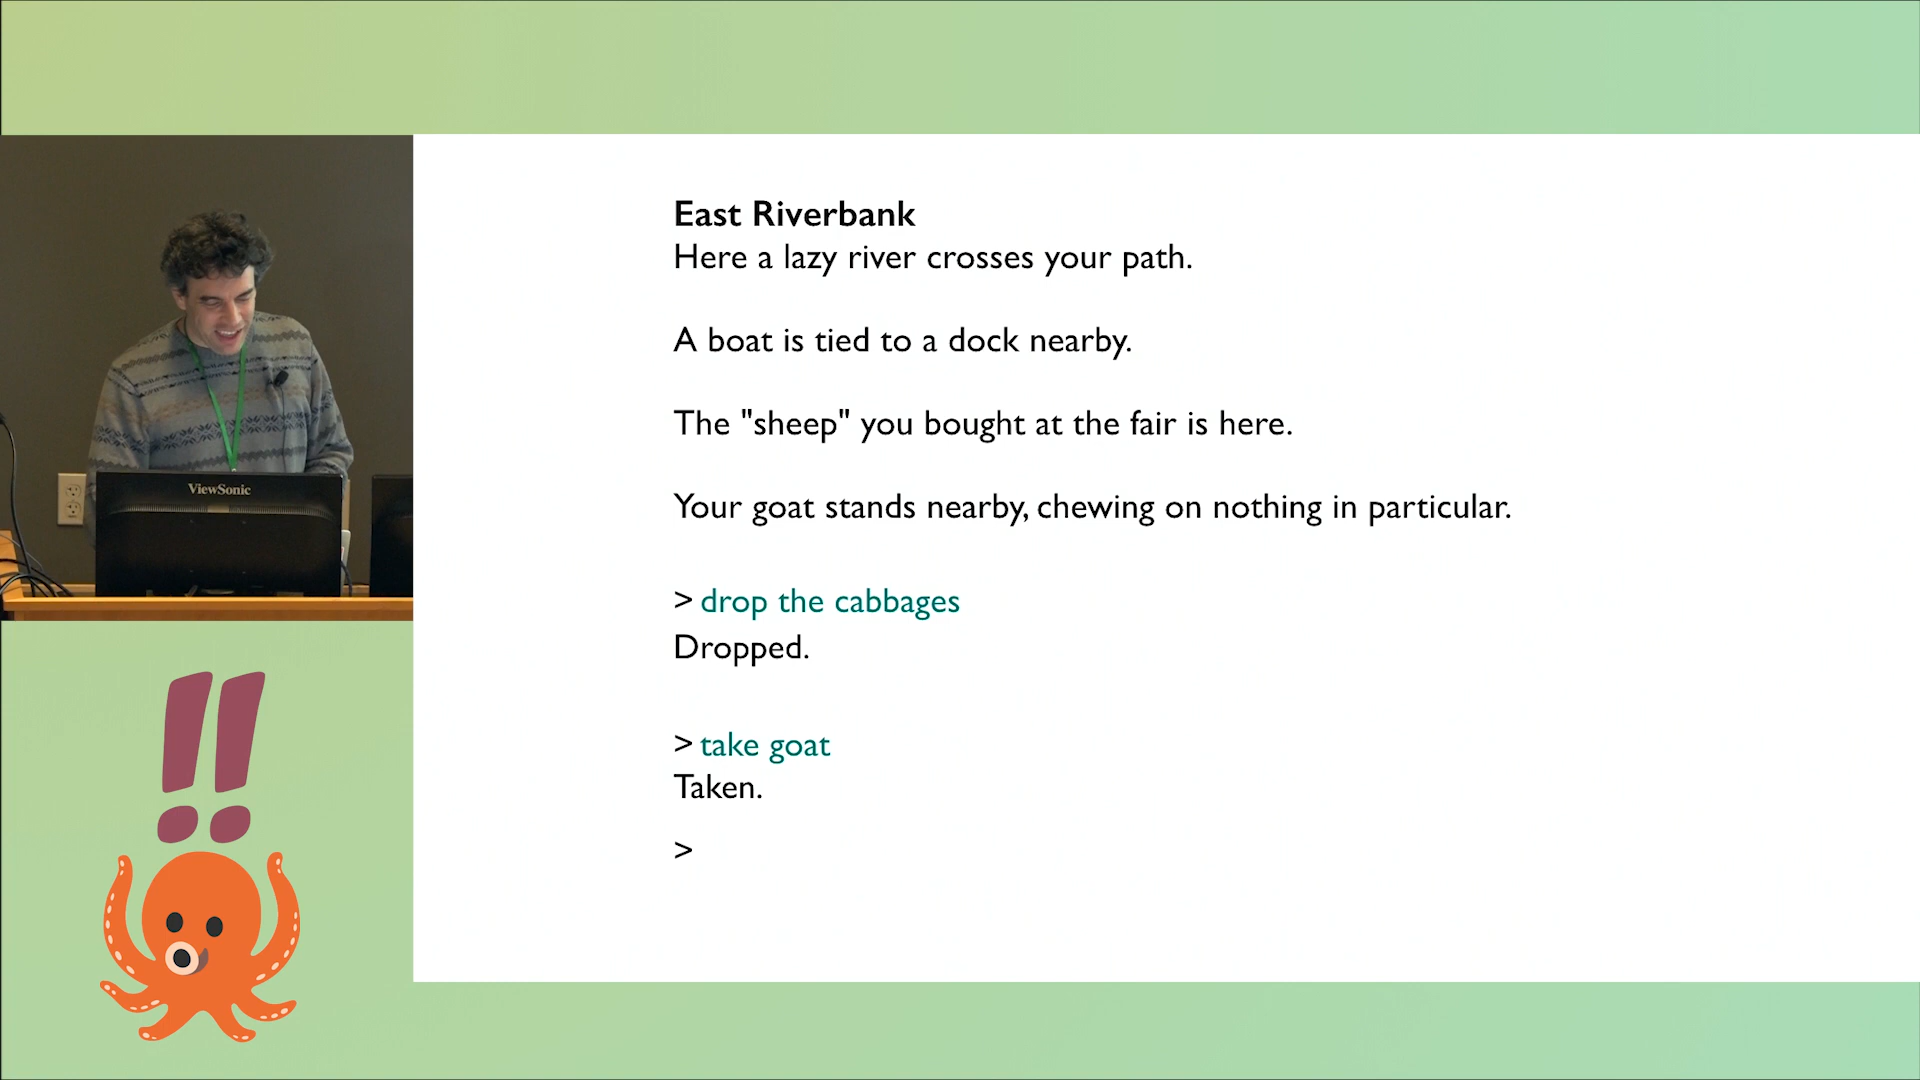 East Riverbank
Here a lazy river crosses your path.
A boat is tied to a dock nearby.
The "sheep" you bought at the fair is here.
Your goat stands nearby, chewing on nothing in particular.
> drop the cabbages
Dropped.
> take goat
Taken.
>
ViewSonic
!!